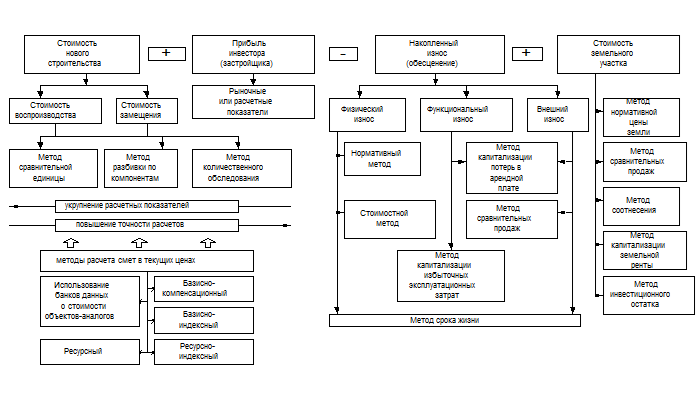 Стоимость
нового
строительства
+
Прибыль
инвестора
(застройщика)
-
Накопленный
износ
(обесценение)
+
Стоимость
земельного
участка
Стоимость
воспроизводства
Стоимость
замещения
Рыночные
или расчетные
показатели
Физический
износ
Функциональный
износ
Внешний
износ
Метод
нормативной
цены
земли
Метод
сравнительной
единицы
Метод
разбивки по
компонентам
Метод
количественного
обследования
Нормативный
метод
Метод
капитализации
потерь в
арендной
плате
Метод
сравнительных
продаж
укрупнение расчетных показателей
повышение точности расчетов
Стоимостной
метод
Метод
сравнительных
продаж
Метод
соотнесения
методы расчета смет в текущих ценах
Метод
капитализации
избыточных
эксплуатационных
затрат
Метод
капитализации
земельной
ренты
Использование
банков данных
о стоимости
объектов-аналогов
Базисно-
компенсационный
Базисно-
индексный
Метод
инвестиционного
остатка
Метод срока жизни
Ресурсный
Ресурсно-
индексный